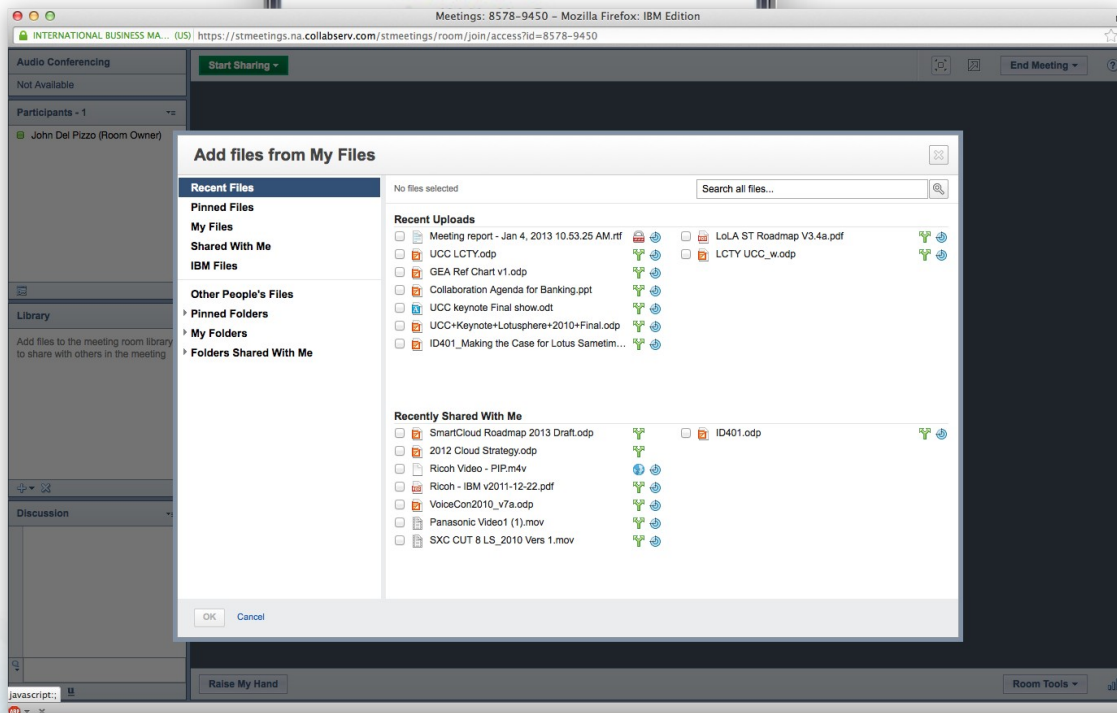 Meetings: 8578-9450 – Mozilla Firefox: IBM Edition
INTERNATIONAL BUSINESS MA... (US) https://stmeetings.na.collabserv.com/stmeetings/room/join/access?id=8578-9450
Audio Conferencing
Not Available
Start Sharing
End Meeting
Participants - 1
John Del Pizzo (Room Owner)
Library
Add files to the meeting room library
to share with others in the meeting
Discussion
Add files from My Files
Recent Files
Pinned Files
My Files
Shared With Me
IBM Files
Other People's Files
Pinned Folders
My Folders
Folders Shared With Me
No files selected
Search all files...
Recent Uploads
Meeting report - Jan 4, 2013 10.53.25 AM.rtf
UCC LCTY.odp
GEA Ref Chart v1.odp
Collaboration Agenda for Banking.ppt
UCC keynote Final show.odt
UCC+Keynote+Lotusphere+2010+Final.odp
ID401_Making the Case for Lotus Sametim...
LoLA ST Roadmap V3.4a.pdf
LCTY UCC_w.odp
Recently Shared With Me
SmartCloud Roadmap 2013 Draft.odp
2012 Cloud Strategy.odp
Ricoh Video - PIP.m4v
Ricoh - IBM v2011-12-22.pdf
VoiceCon2010_v7a.odp
Panasonic Video1 (1).mov
SXC CUT 8 LS_2010 Vers 1.mov
ID401.odp
OK
Cancel
javascript:;
Raise My Hand
Room Tools